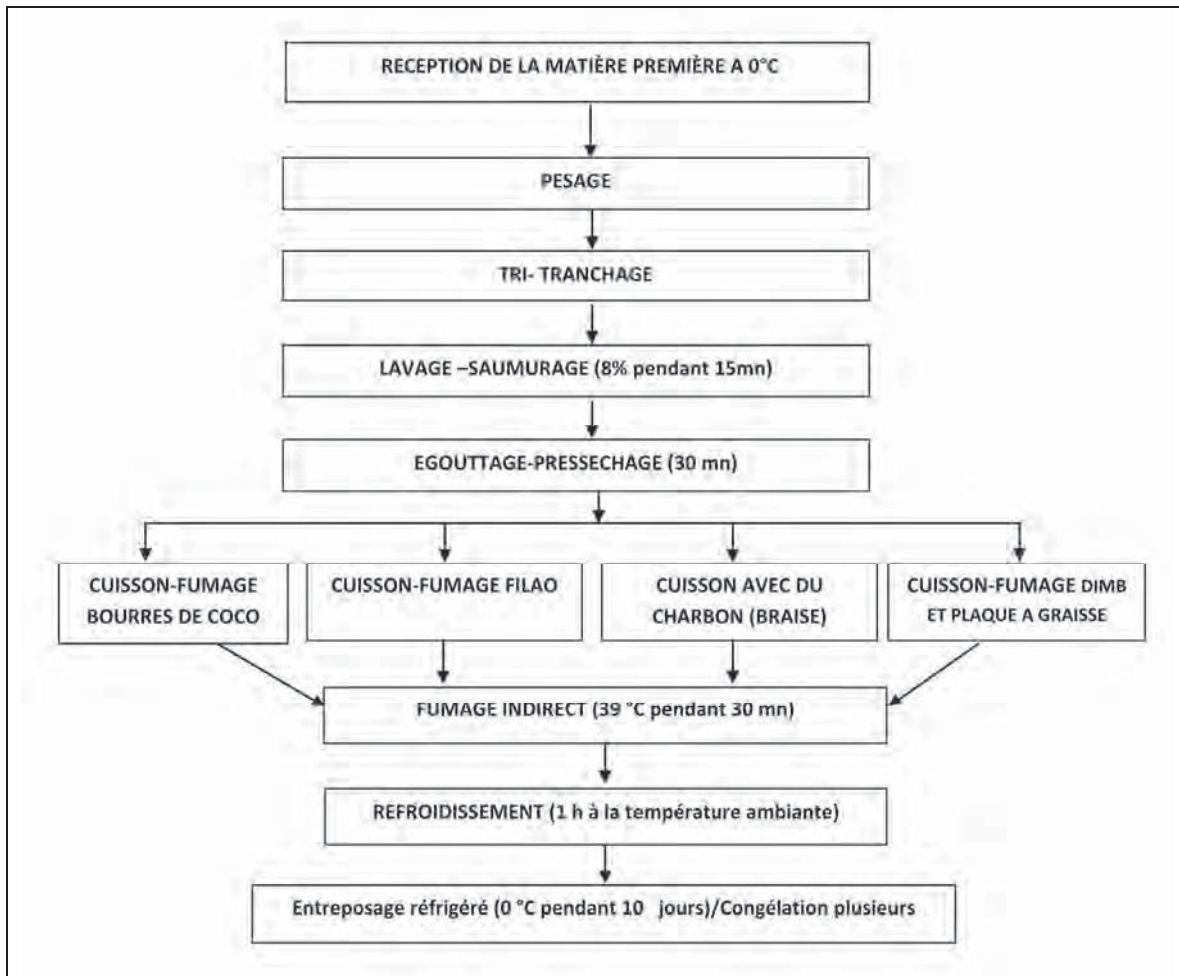 RECEPTION DE LA MATIÈRE PREMIÈRE A 0°C
PESAGE
TRI- TRANCHAGE
LAVAGE –SAUMURAGE (8% pendant 15mn)
EGOUTTAGE-PRESSECHAGE (30 mn)
CUISSON-FUMAGE
BOURRES DE COCO
CUISSON-FUMAGE FILAO
CUISSON AVEC DU
CHARBON (BRAISE)
CUISSON-FUMAGE DIMB
ET PLAQUE A GRAISSE
FUMAGE INDIRECT (39 °C pendant 30 mn)
REFROIDISSEMENT (1 h à la température ambiante)
Entreposage réfrigéré (0 °C pendant 10 jours)/Congélation plusieurs